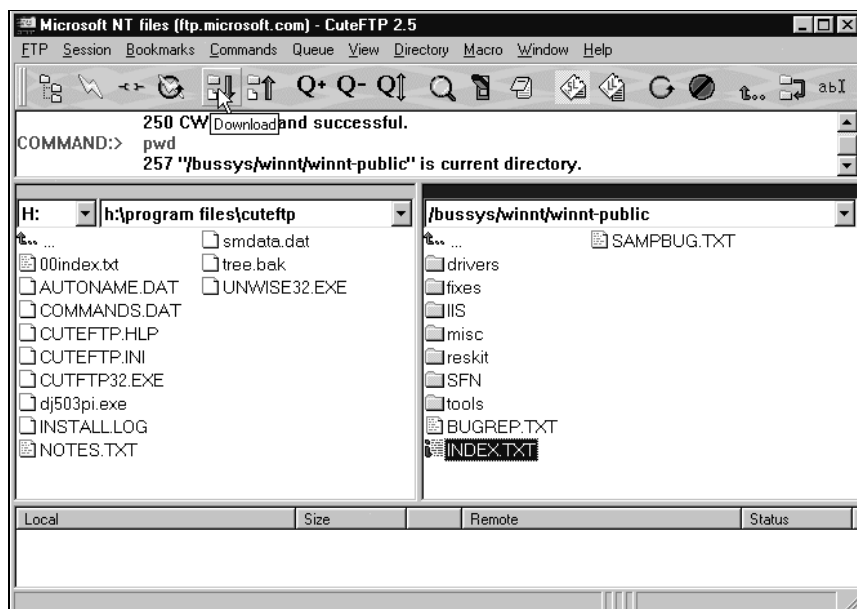 Microsoft NT files (ftp.microsoft.com) - CuteFTP 2.5
FTP Session Bookmarks Commands Queue View Directory Macro Window Help
Q+ Q- Q abI
250 CW Download and successful.
COMMAND:> pwd
257 "/bussys/winnt/winnt-public" is current directory.
H: h:\program files\cuteftp
... smdata.dat
00index.txt tree.bak
AUTONAME.DAT UNWISE32.EXE
COMMANDS.DAT
CUTEFTP.HLP
CUTEFTP.INI
CUTFTP32.EXE
dj503pi.exe
INSTALL.LOG
NOTES.TXT
/bussys/winnt/winnt-public
... SAMPBUG.TXT
drivers
fixes
IIS
misc
reskit
SFN
tools
BUGREP.TXT
INDEX.TXT
Local Size Remote Status